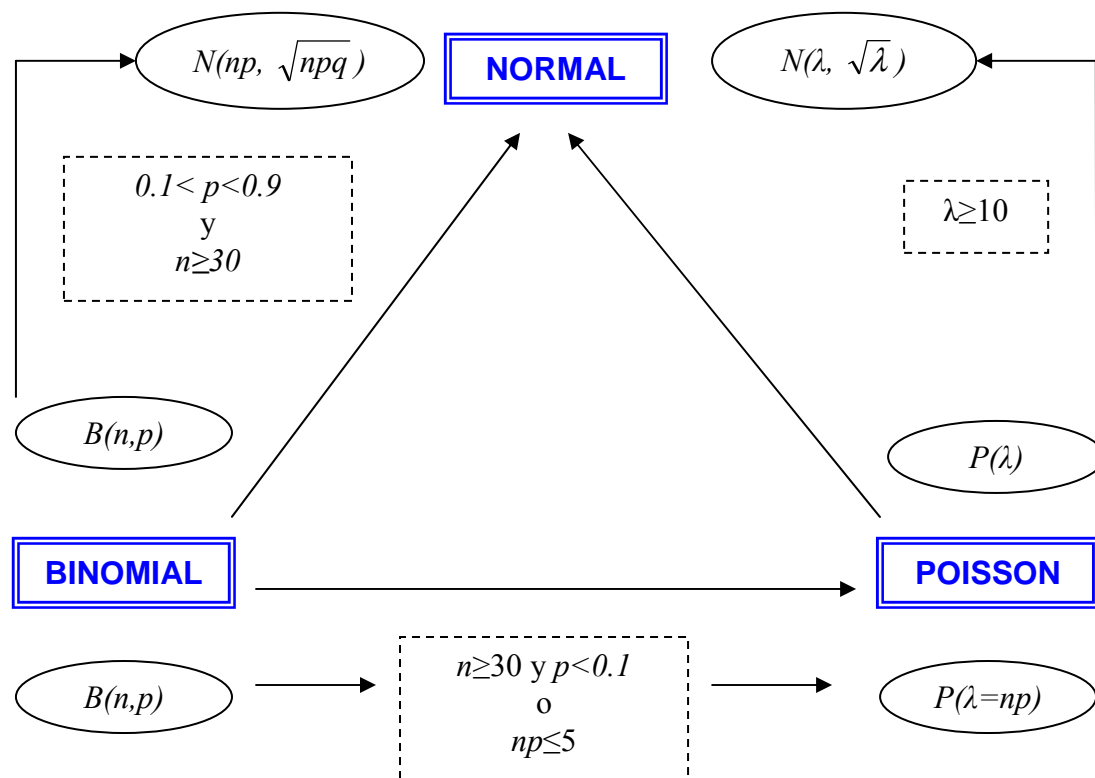 N(np, √npq)
NORMAL
N(λ, √λ)
0.1< p<0.9
y
n≥30
λ≥10
B(n,p)
P(λ)
BINOMIAL
POISSON
B(n,p)
n≥30 y p<0.1
o
np≤5
P(λ=np)